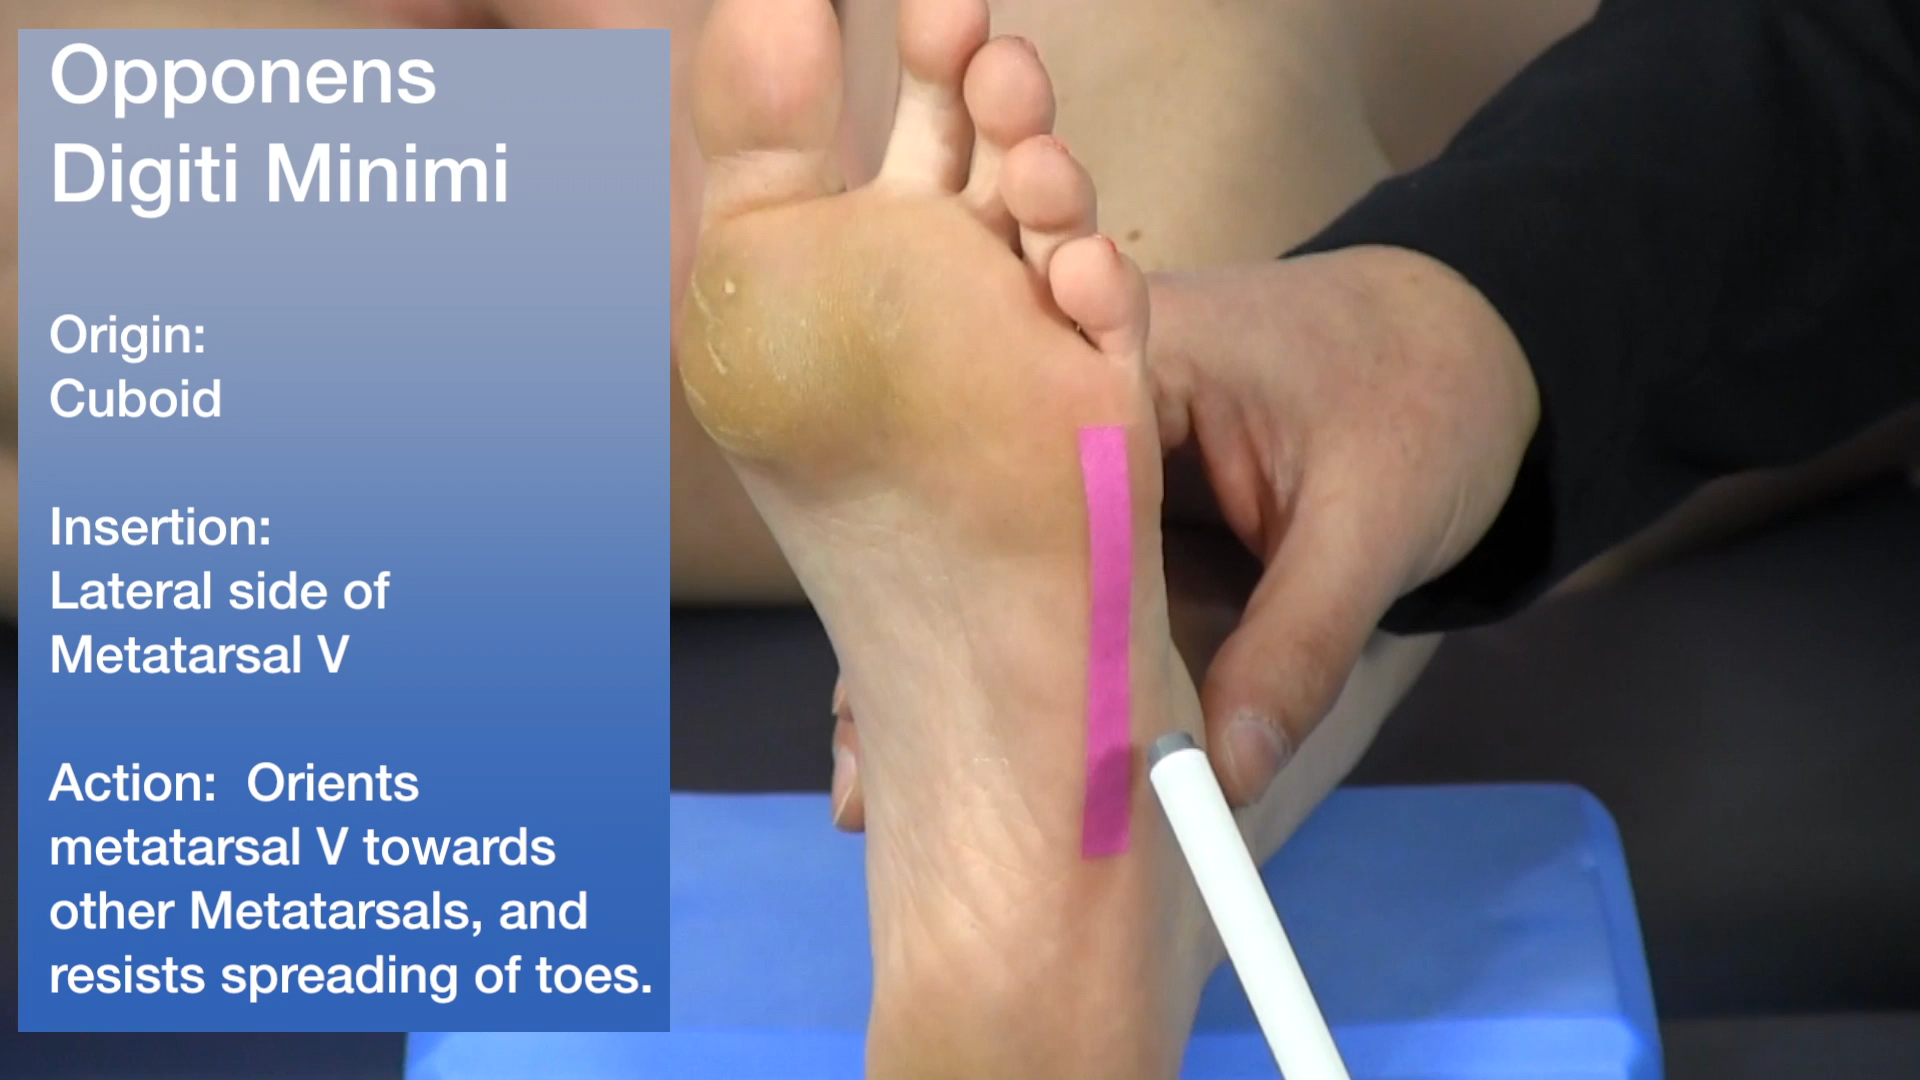 Opponens
Digiti Minimi
Origin:
Cuboid
Insertion:
Lateral side of
Metatarsal V
Action:  Orients
metatarsal V towards
other Metatarsals, and
resists spreading of toes.